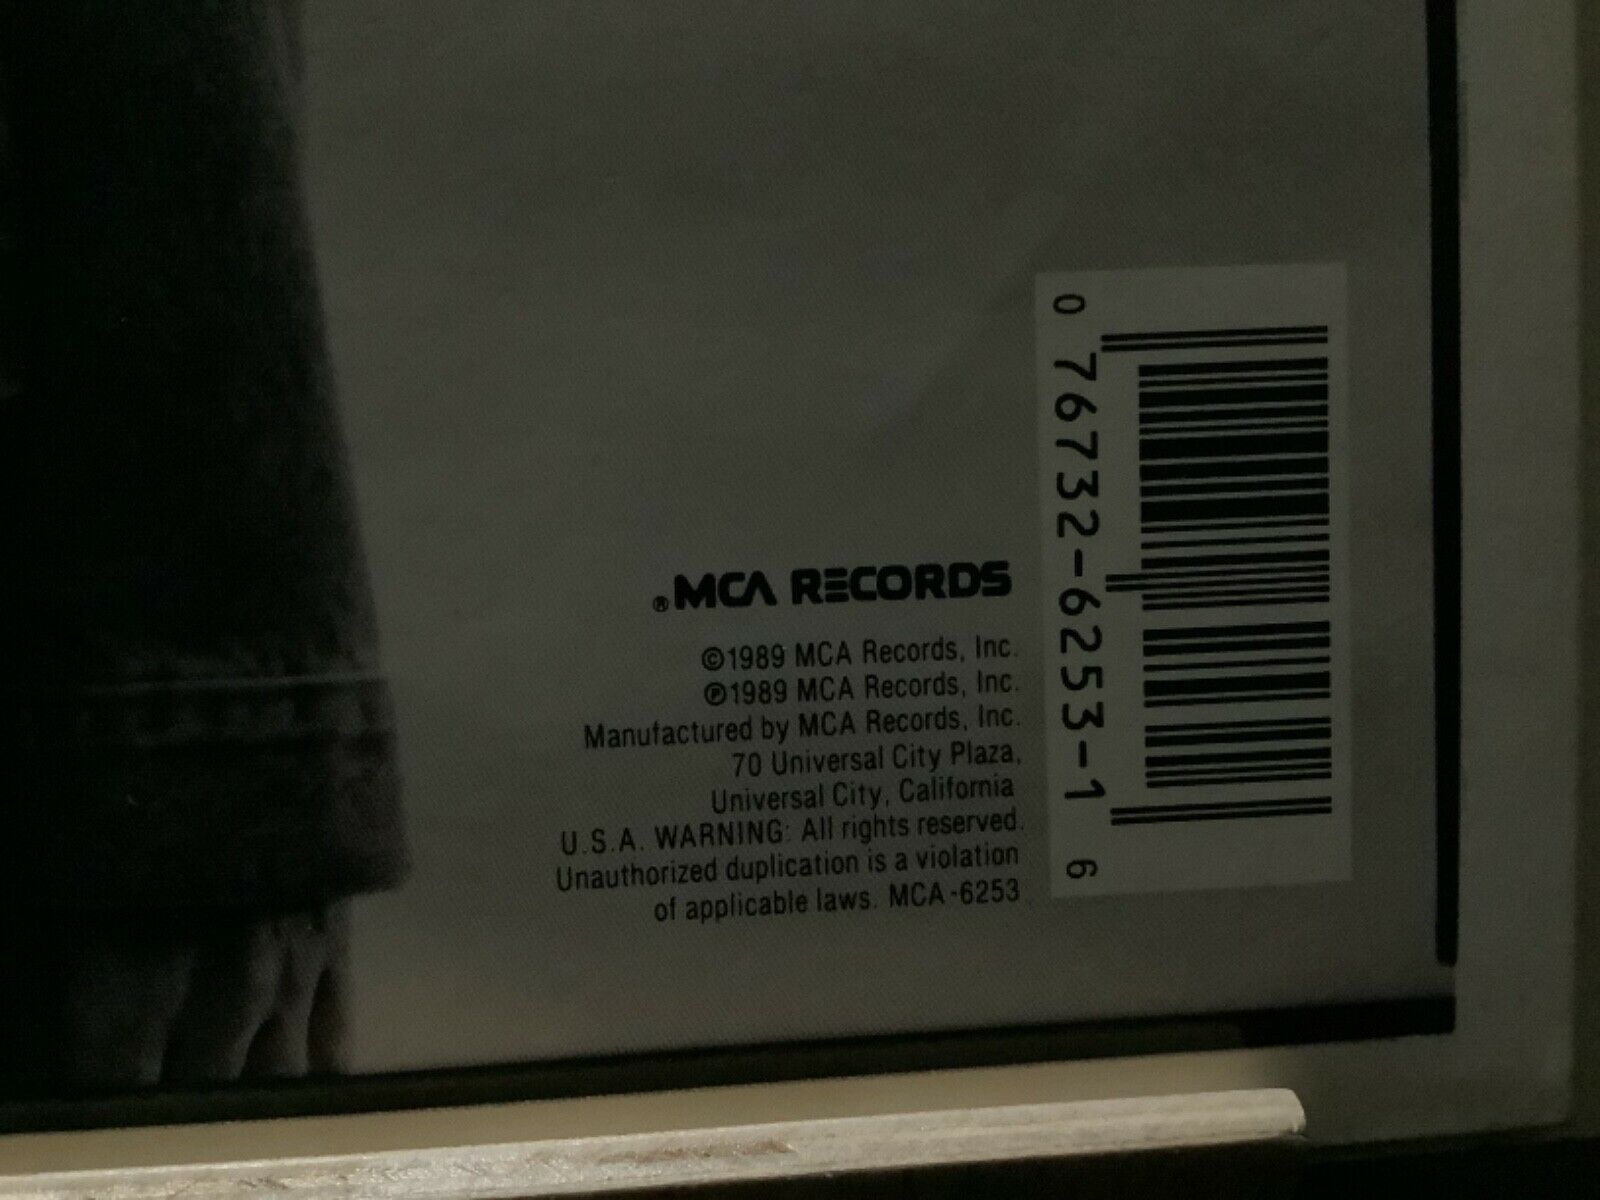 ® MCA RECORDS
©1989 MCA Records, Inc.
℗1989 MCA Records, Inc.
Manufactured by MCA Records, Inc.
70 Universal City Plaza,
Universal City, California
U.S.A. WARNING: All rights reserved.
Unauthorized duplication is a violation
of applicable laws. MCA-6253
0 76732-6253-1 6